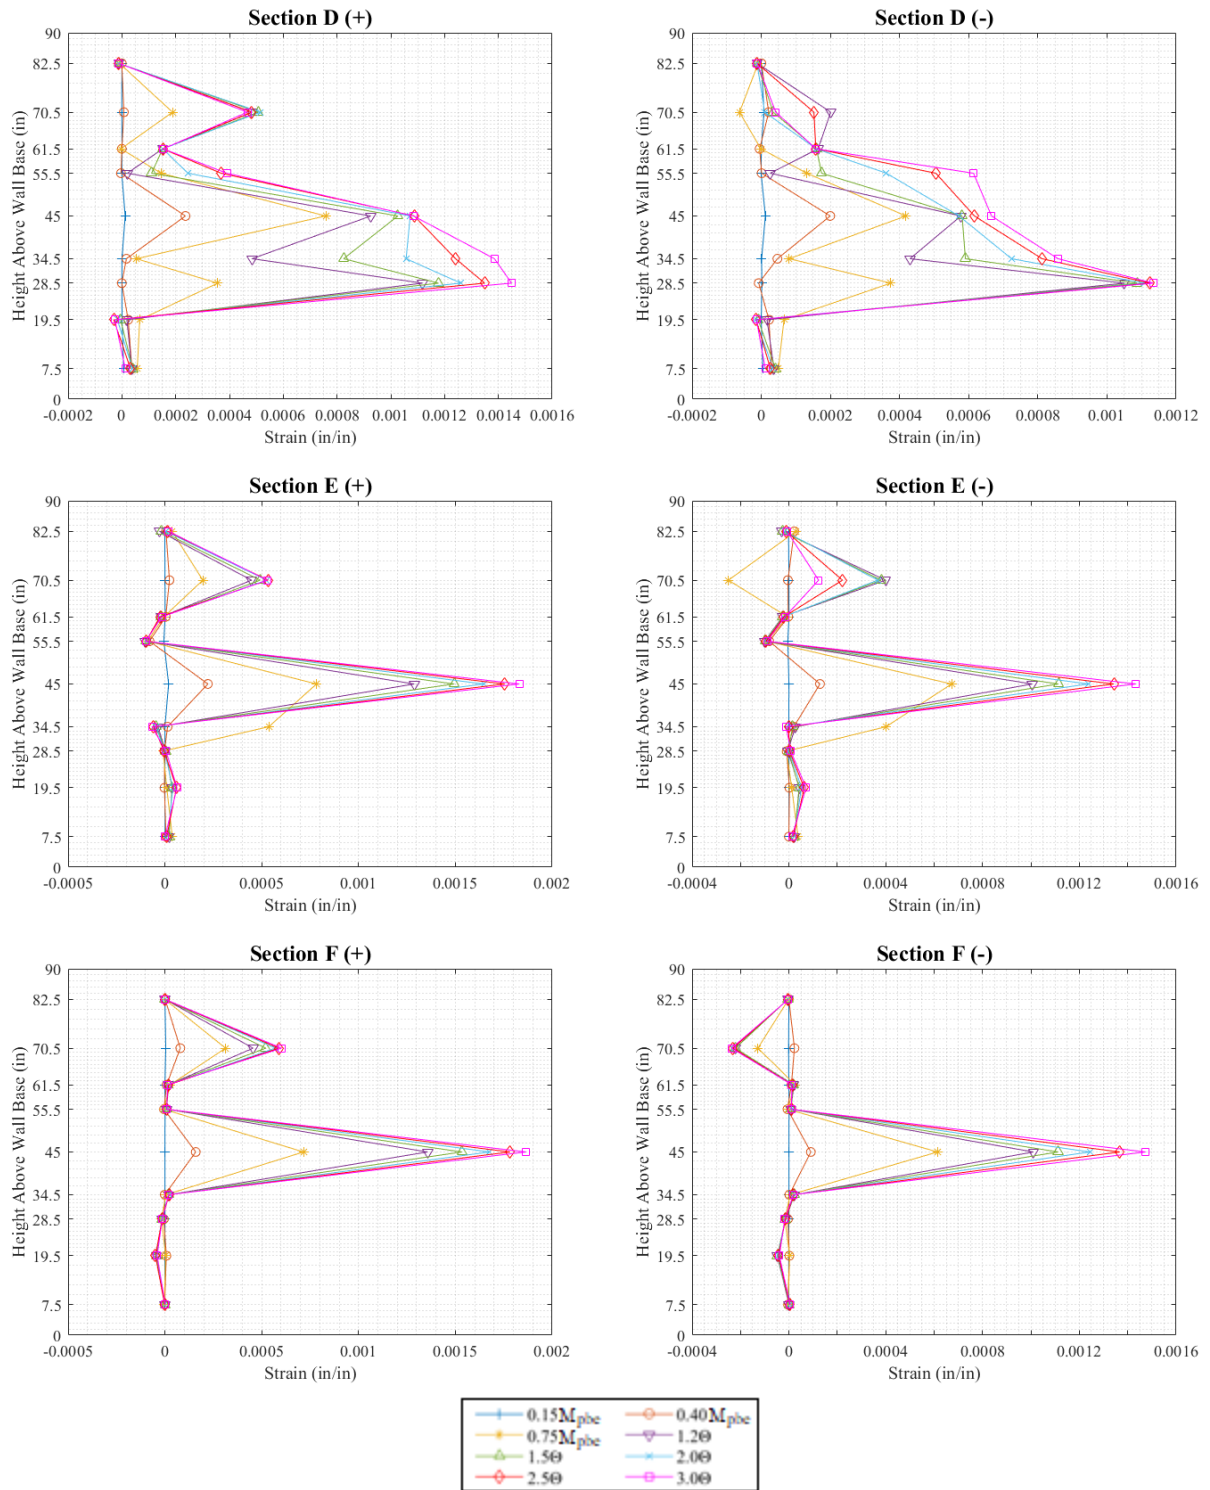 Section D (+)
Height Above Wall Base (in)
90
82.5
70.5
61.5
55.5
45
34.5
28.5
19.5
7.5
0
-0.0002 0 0.0002 0.0004 0.0006 0.0008 0.001 0.0012 0.0014 0.0016
Strain (in/in)
Section D (-)
Height Above Wall Base (in)
90
82.5
70.5
61.5
55.5
45
34.5
28.5
19.5
7.5
0
-0.0002 0 0.0002 0.0004 0.0006 0.0008 0.001 0.0012
Strain (in/in)
Section E (+)
Height Above Wall Base (in)
90
82.5
70.5
61.5
55.5
45
34.5
28.5
19.5
7.5
0
-0.0005 0 0.0005 0.001 0.0015 0.002
Strain (in/in)
Section E (-)
Height Above Wall Base (in)
90
82.5
70.5
61.5
55.5
45
34.5
28.5
19.5
7.5
0
-0.0004 0 0.0004 0.0008 0.0012 0.0016
Strain (in/in)
Section F (+)
Height Above Wall Base (in)
90
82.5
70.5
61.5
55.5
45
34.5
28.5
19.5
7.5
0
-0.0005 0 0.0005 0.001 0.0015 0.002
Strain (in/in)
Section F (-)
Height Above Wall Base (in)
90
82.5
70.5
61.5
55.5
45
34.5
28.5
19.5
7.5
0
-0.0004 0 0.0004 0.0008 0.0012 0.0016
Strain (in/in)
0.15Mpbe 0.40Mpbe
0.75Mpbe 1.2Θ
1.5Θ 2.0Θ
2.5Θ 3.0Θ